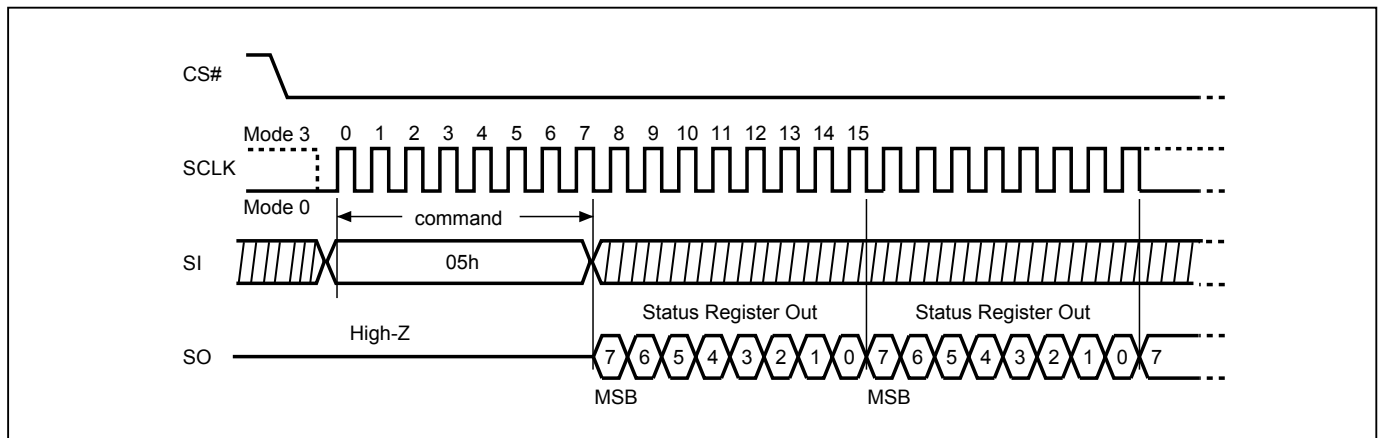 CS#
Mode 3 0 1 2 3 4 5 6 7 8 9 10 11 12 13 14 15
SCLK
Mode 0
command
SI 05h
Status Register Out Status Register Out
High-Z
SO 7 6 5 4 3 2 1 0 7 6 5 4 3 2 1 0 7
MSB MSB